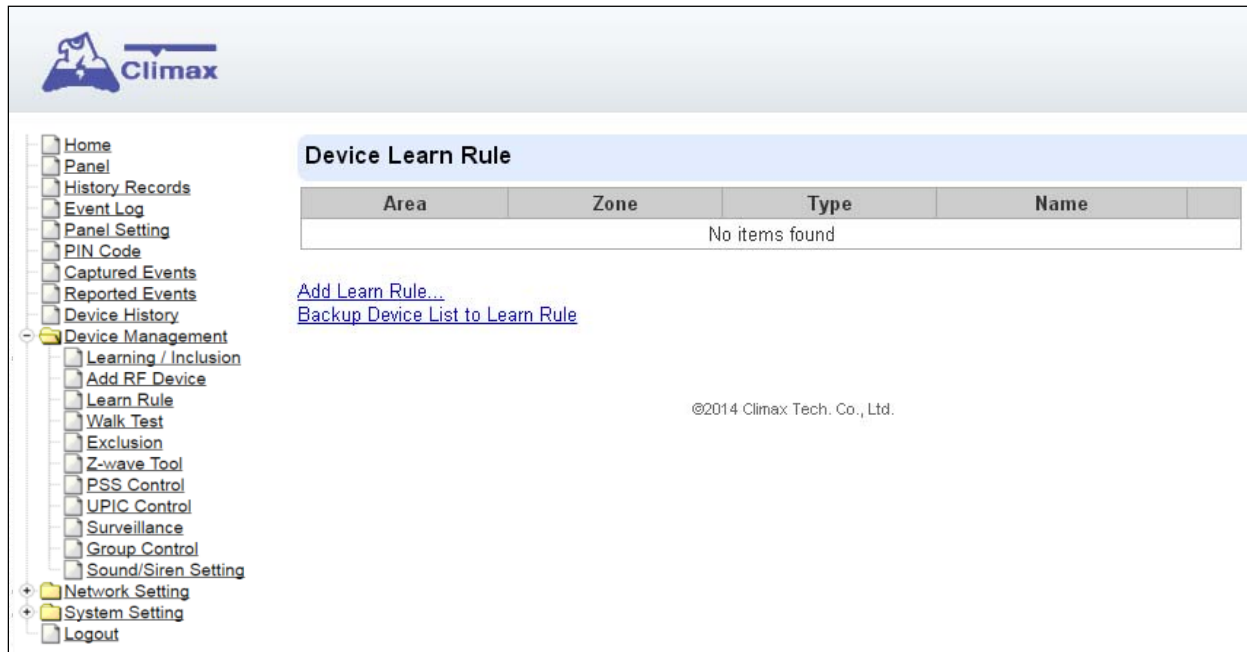 Climax
Home
Panel
History Records
Event Log
Panel Setting
PIN Code
Captured Events
Reported Events
Device History
Device Management
Learning / Inclusion
Add RF Device
Learn Rule
Walk Test
Exclusion
Z-wave Tool
PSS Control
UPIC Control
Surveillance
Group Control
Sound/Siren Setting
Network Setting
System Setting
Logout
Device Learn Rule
Area Zone Type Name
No items found
Add Learn Rule...
Backup Device List to Learn Rule
©2014 Climax Tech. Co., Ltd.